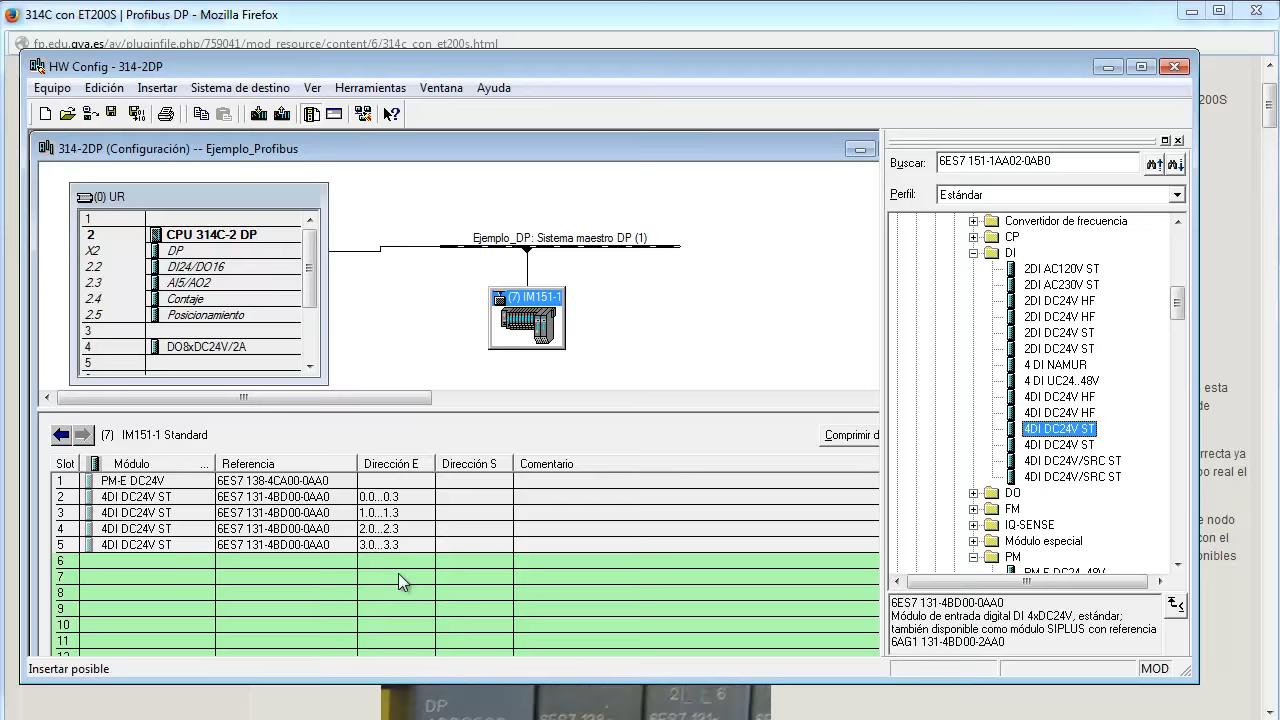 314C con ET200S | Profibus DP - Mozilla Firefox
fp.edu.gva.es/av/pluginfile.php/759041/mod_resource/content/6/314c_con_et200s.html
HW Config - 314-2DP
Equipo Edición Insertar Sistema de destino Ver Herramientas Ventana Ayuda
314-2DP (Configuración) -- Ejemplo_Profibus
(0) UR
1
2 CPU 314C-2 DP
X2 DP
2.2 DI24/DO16
2.3 AI5/AO2
2.4 Contaje
2.5 Posicionamiento
3
4 DO8xDC24V/2A
5
Ejemplo_DP: Sistema maestro DP (1)
(7) IM151-1
(7) IM151-1 Standard
Comprimir d
Slot Módulo ... Referencia Dirección E Dirección S Comentario
1 PM-E DC24V 6ES7 138-4CA00-0AA0
2 4DI DC24V ST 6ES7 131-4BD00-0AA0 0.0...0.3
3 4DI DC24V ST 6ES7 131-4BD00-0AA0 1.0...1.3
4 4DI DC24V ST 6ES7 131-4BD00-0AA0 2.0...2.3
5 4DI DC24V ST 6ES7 131-4BD00-0AA0 3.0...3.3
6
7
8
9
10
11
Insertar posible
Buscar: 6ES7 151-1AA02-0AB0
Perfil: Estándar
Convertidor de frecuencia
CP
DI
2DI AC120V ST
2DI AC230V ST
2DI DC24V HF
2DI DC24V HF
2DI DC24V ST
2DI DC24V ST
4 DI NAMUR
4 DI UC24..48V
4DI DC24V HF
4DI DC24V HF
4DI DC24V ST
4DI DC24V ST
4DI DC24V/SRC ST
4DI DC24V/SRC ST
DO
FM
IQ-SENSE
Módulo especial
PM
PM-E DC24..48V
6ES7 131-4BD00-0AA0
Módulo de entrada digital DI 4xDC24V, estándar;
también disponible como módulo SIPLUS con referencia
6AG1 131-4BD00-2AA0
MOD
200S
esta
de
recta ya
po real el
e nodo
con el
onibles
DP
2 6